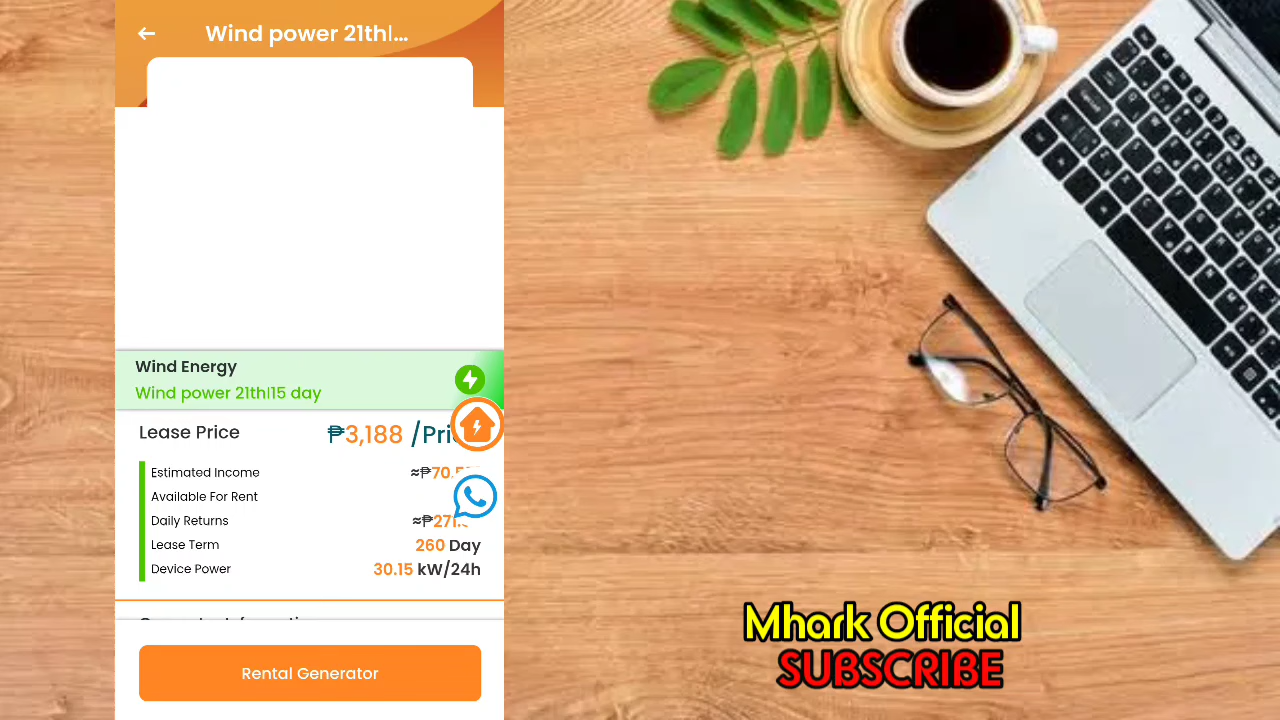 Wind power 21thl...
Wind Energy
Wind power 21thl15 day
Lease Price
₱3,188 /Pri
Estimated Income
≈₱70.
Available For Rent
Daily Returns
≈₱271.
Lease Term
260 Day
Device Power
30.15 kW/24h
Rental Generator
Mhark Official
SUBSCRIBE